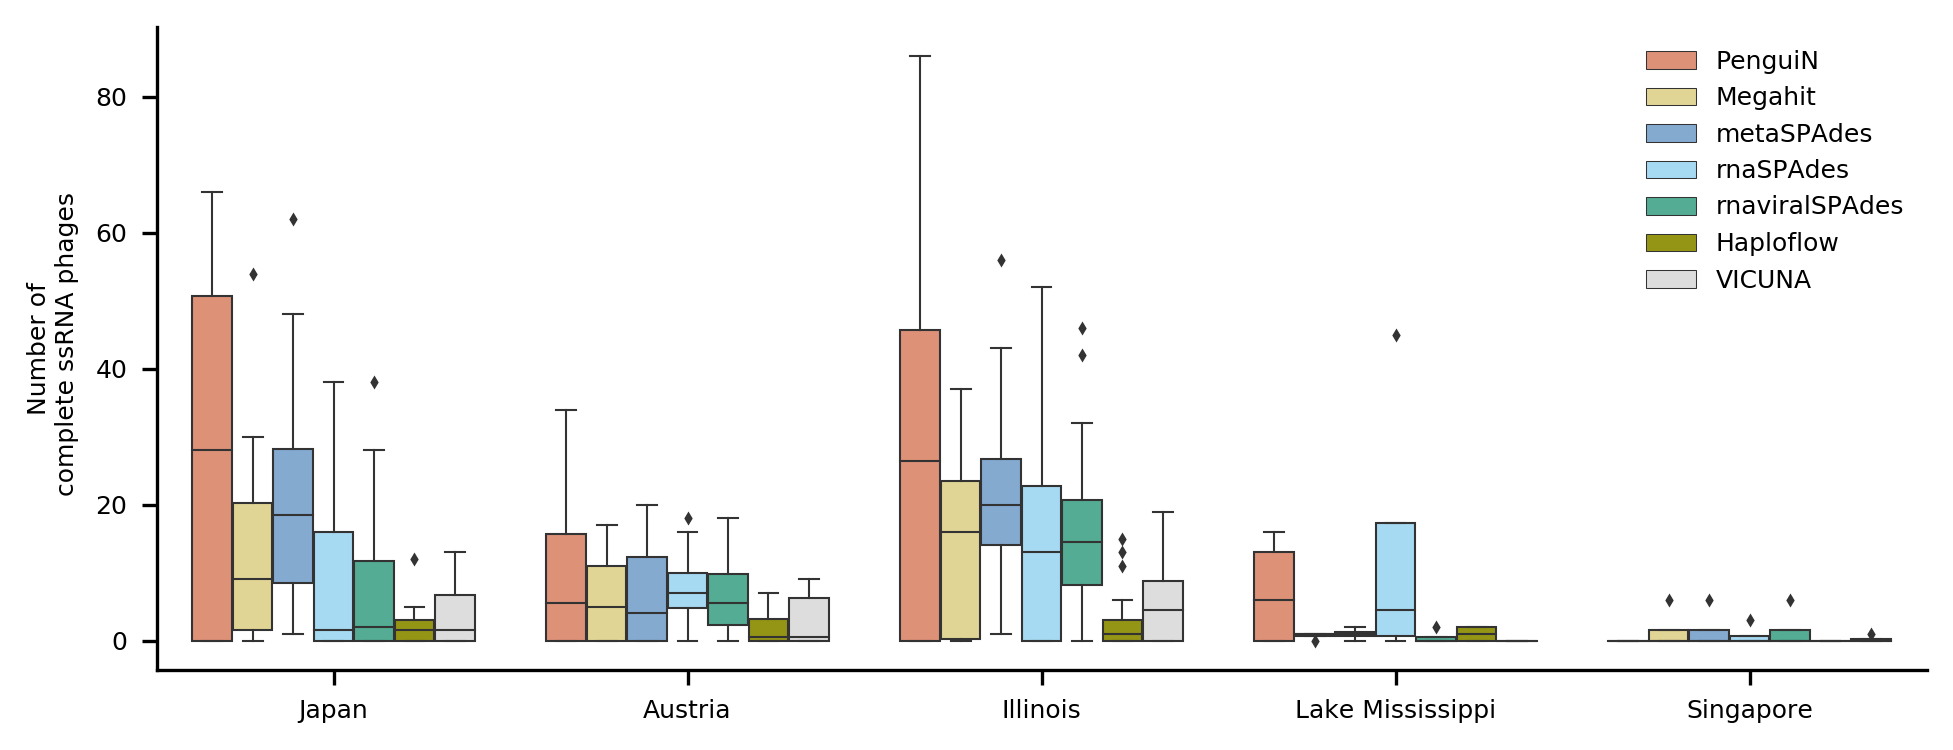 Number of
complete ssRNA phages
80
60
40
20
0
Japan
Austria
Illinois
Lake Mississippi
Singapore
PenguiN
Megahit
metaSPAdes
rnaSPAdes
rnaviralSPAdes
Haploflow
VICUNA